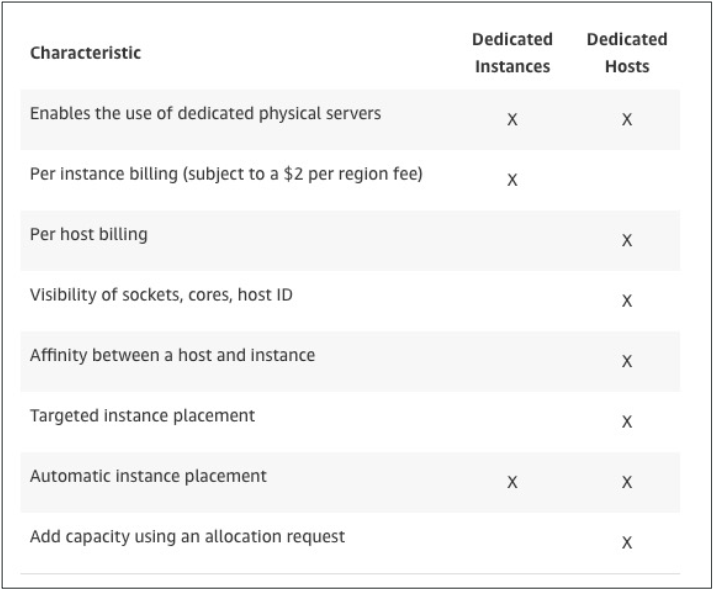 Characteristic Dedicated Instances Dedicated Hosts
Enables the use of dedicated physical servers X X
Per instance billing (subject to a $2 per region fee) X
Per host billing X
Visibility of sockets, cores, host ID X
Affinity between a host and instance X
Targeted instance placement X
Automatic instance placement X X
Add capacity using an allocation request X